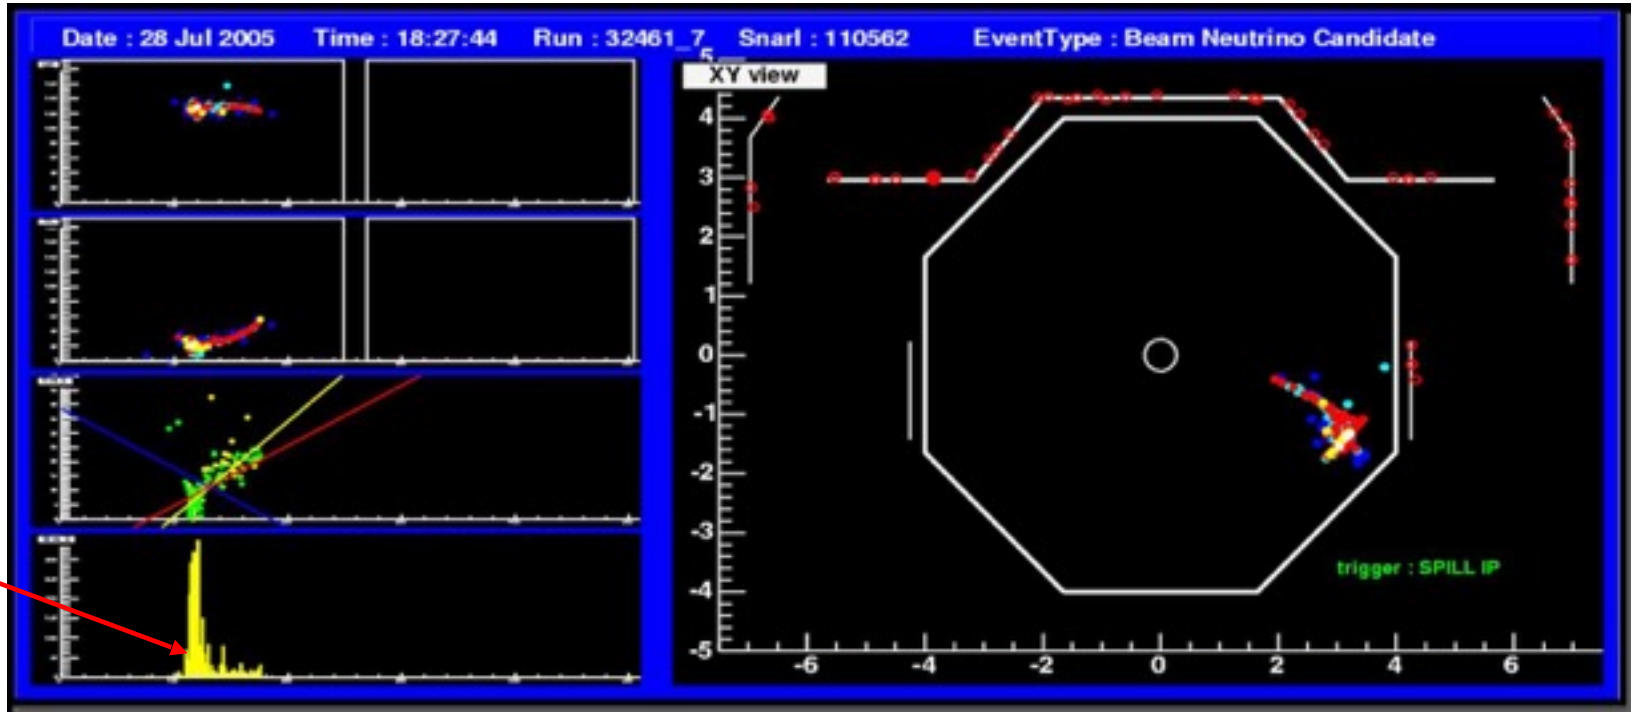 Date : 28 Jul 2005 Time : 18:27:44 Run : 32461_7 Snarl : 110562 EventType : Beam Neutrino Candidate
5
XY view
4
3
2
1
0
-1
-2
-3
trigger : SPILL IP
-4
-5
-6 -4 -2 0 2 4 6